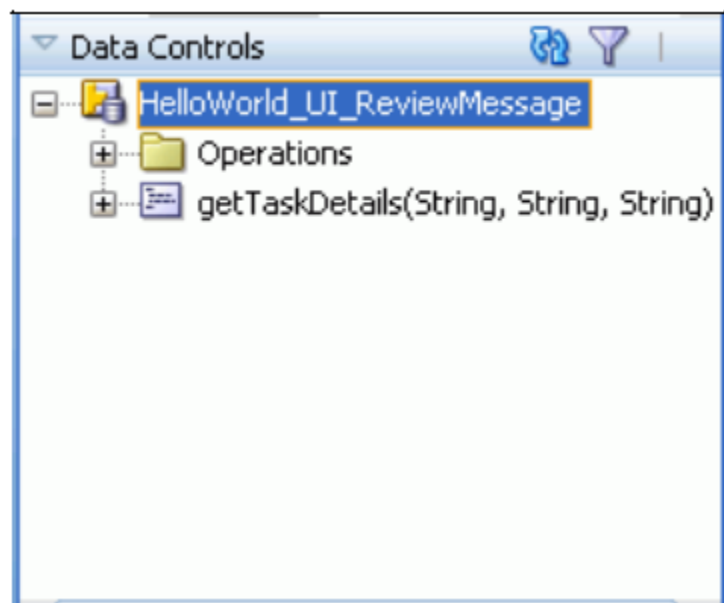 Data Controls
HelloWorld_UI_ReviewMessage
Operations
getTaskDetails(String, String, String)